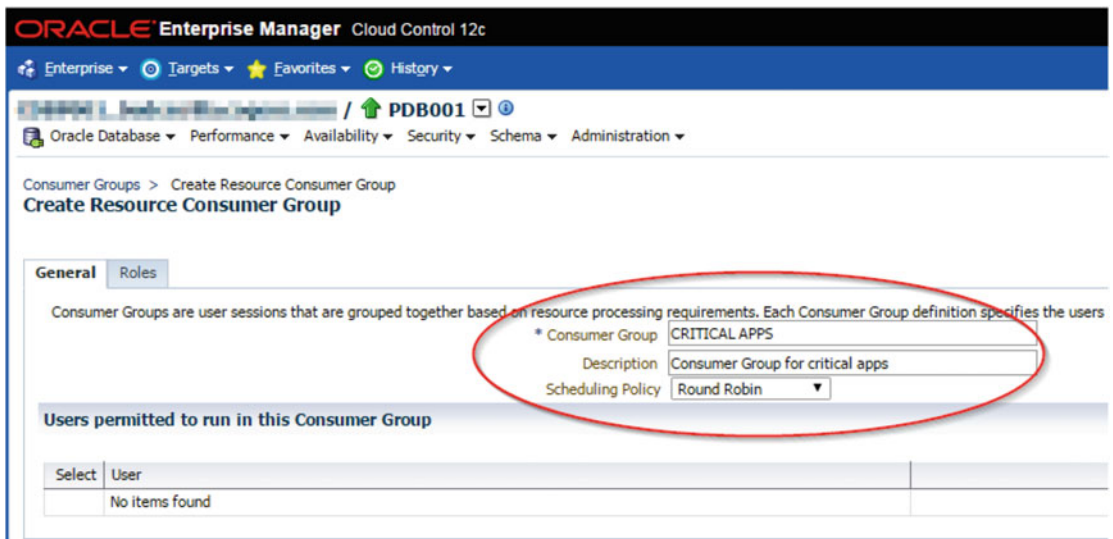 ORACLE Enterprise Manager Cloud Control 12c
Enterprise Targets Favorites History
/ PDB001
Oracle Database Performance Availability Security Schema Administration
Consumer Groups > Create Resource Consumer Group
Create Resource Consumer Group
General Roles
Consumer Groups are user sessions that are grouped together based on resource processing requirements. Each Consumer Group definition specifies the users
* Consumer Group CRITICAL APPS
Description Consumer Group for critical apps
Scheduling Policy Round Robin
Users permitted to run in this Consumer Group
Select User
No items found